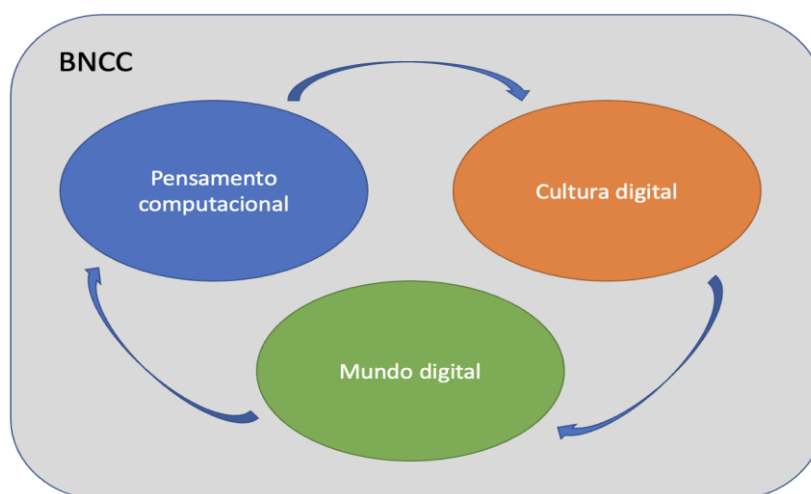 BNCC
Pensamento
computacional
Cultura digital
Mundo digital